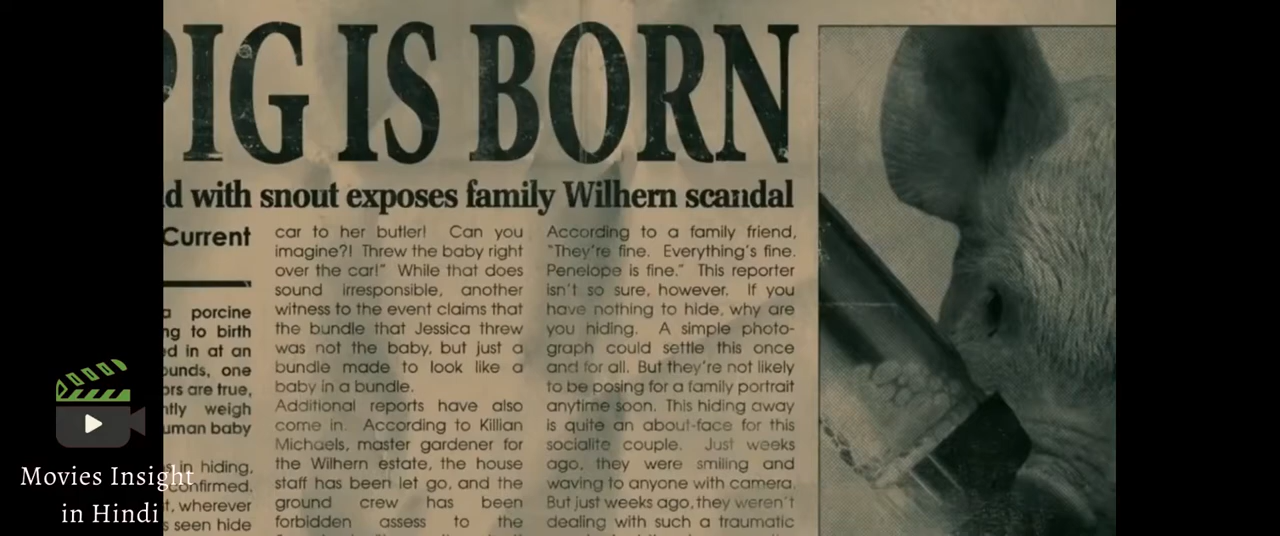 PIG IS BORN
d with snout exposes family Wilhern scandal
Current
a porcine
ng to birth
ed in at an
ounds, one
ors are true,
ntly weigh
uman baby
s in hiding,
confirmed.
t, wherever
s seen hide
car to her butler! Can you
imagine?! Threw the baby right
over the car!" While that does
sound irresponsible, another
witness to the event claims that
the bundle that Jessica threw
was not the baby, but just a
bundle made to look like a
baby in a bundle.
Additional reports have also
come in. According to Killian
Michaels, master gardener for
the Wilhern estate, the house
staff has been let go, and the
ground crew has been
forbidden assess to the
According to a family friend,
"They're fine. Everything's fine.
Penelope is fine." This reporter
isn't so sure, however. If you
have nothing to hide, why are
you hiding. A simple photo-
graph could settle this once
and for all. But they're not likely
to be posing for a family portrait
anytime soon. This hiding away
is quite an about-face for this
socialite couple. Just weeks
ago, they were smiling and
waving to anyone with camera.
But just weeks ago, they weren't
dealing with such a traumatic
Movies Insight
in Hindi